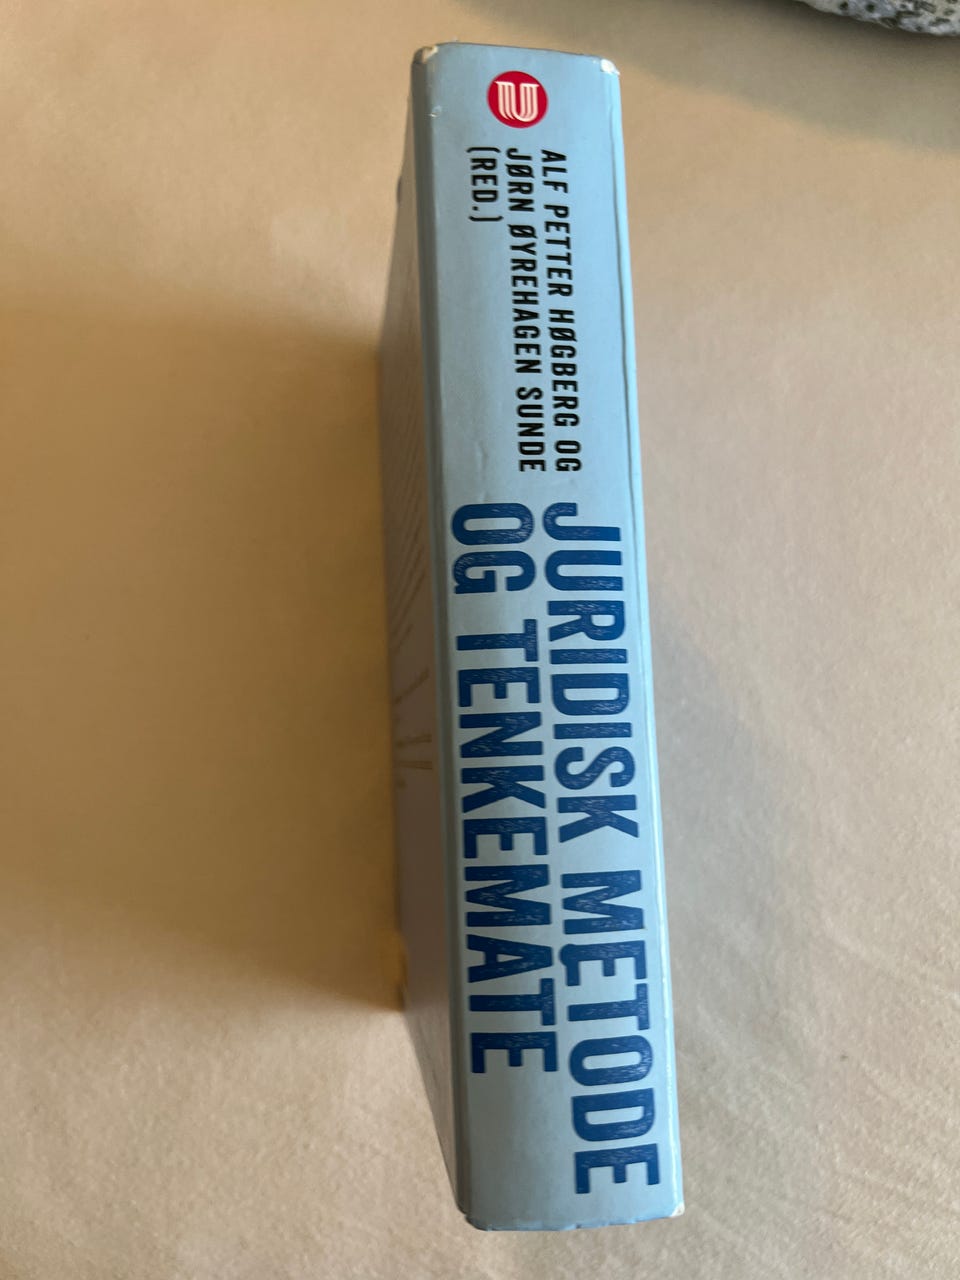 U
ALF PETTER HØGBERG OG
JØRN ØYREHAGEN SUNDE
(RED.)
JURIDISK METODE
OG TENKEMÅTE